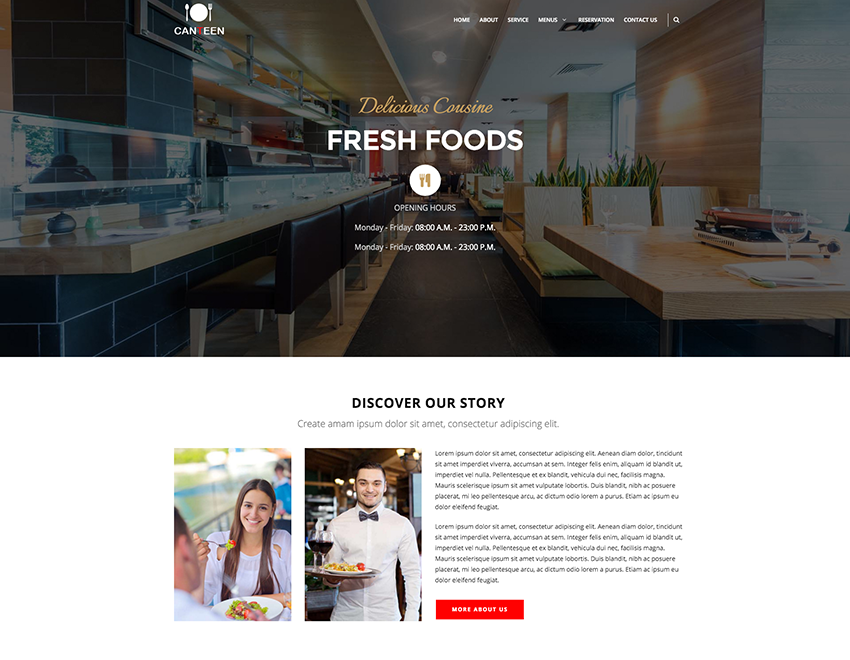 CANTEEN
HOME ABOUT SERVICE MENUS RESERVATION CONTACT US
Delicious Cousine
FRESH FOODS
OPENING HOURS
Monday - Friday: 08:00 A.M. - 23:00 P.M.
Monday - Friday: 08:00 A.M. - 23:00 P.M.
DISCOVER OUR STORY
Create amam ipsum dolor sit amet, consectetur adipiscing elit.
Lorem ipsum dolor sit amet, consectetur adipiscing elit. Aenean diam dolor, tincidunt
sit amet imperdiet viverra, accumsan at sem. Integer felis enim, aliquam id blandit ut,
imperdiet vel nulla. Pellentesque et ex blandit, vehicula dui nec, facilisis magna.
Mauris scelerisque ipsum sit amet vulputate lobortis. Duis blandit, nibh ac posuere
placerat, mi leo pellentesque arcu, ac dictum odio lorem a purus. Etiam ac ipsum eu
dolor eleifend feugiat.
Lorem ipsum dolor sit amet, consectetur adipiscing elit. Aenean diam dolor, tincidunt
sit amet imperdiet viverra, accumsan at sem. Integer felis enim, aliquam id blandit ut,
imperdiet vel nulla. Pellentesque et ex blandit, vehicula dui nec, facilisis magna.
Mauris scelerisque ipsum sit amet vulputate lobortis. Duis blandit, nibh ac posuere
placerat, mi leo pellentesque arcu, ac dictum odio lorem a purus. Etiam ac ipsum eu
dolor eleifend feugiat.
MORE ABOUT US